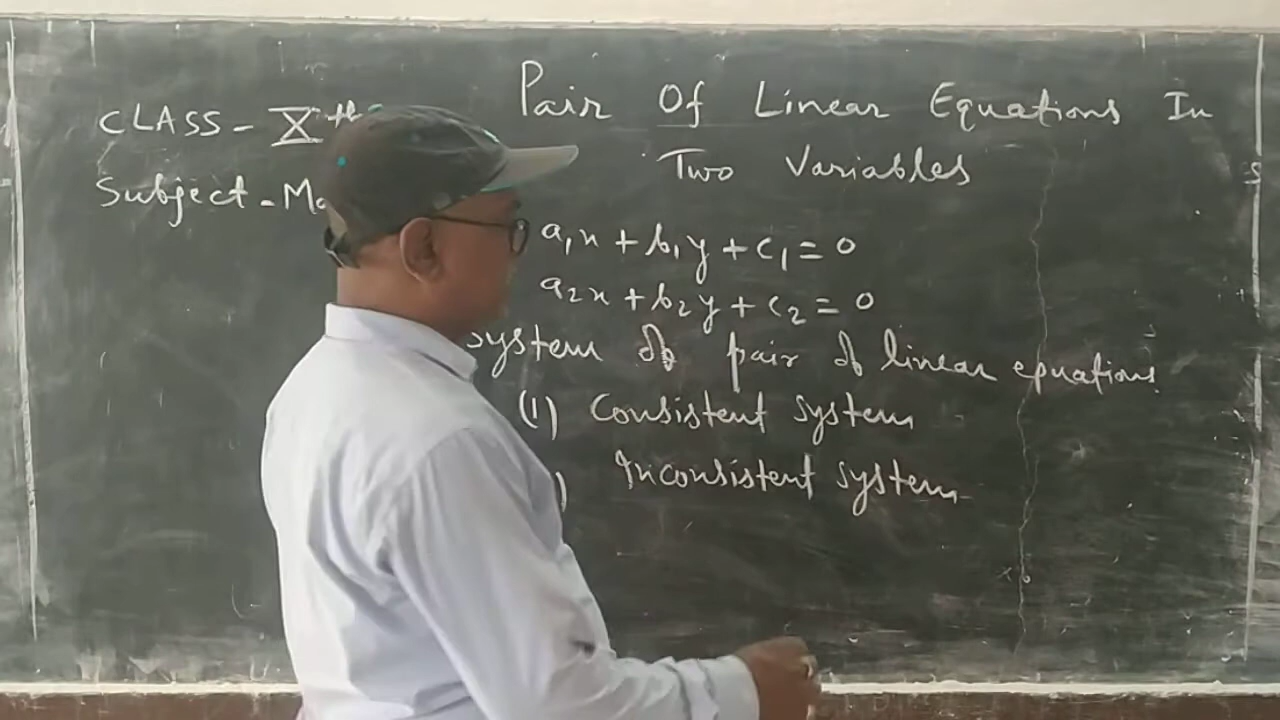 Pair Of Linear Equations In
Two Variables
CLASS - Xth
Subject - Ma
a₁x + b₁y + c₁ = 0
a₂x + b₂y + c₂ = 0
system of pair of linear equations
(1) Consistent system
) Inconsistent system